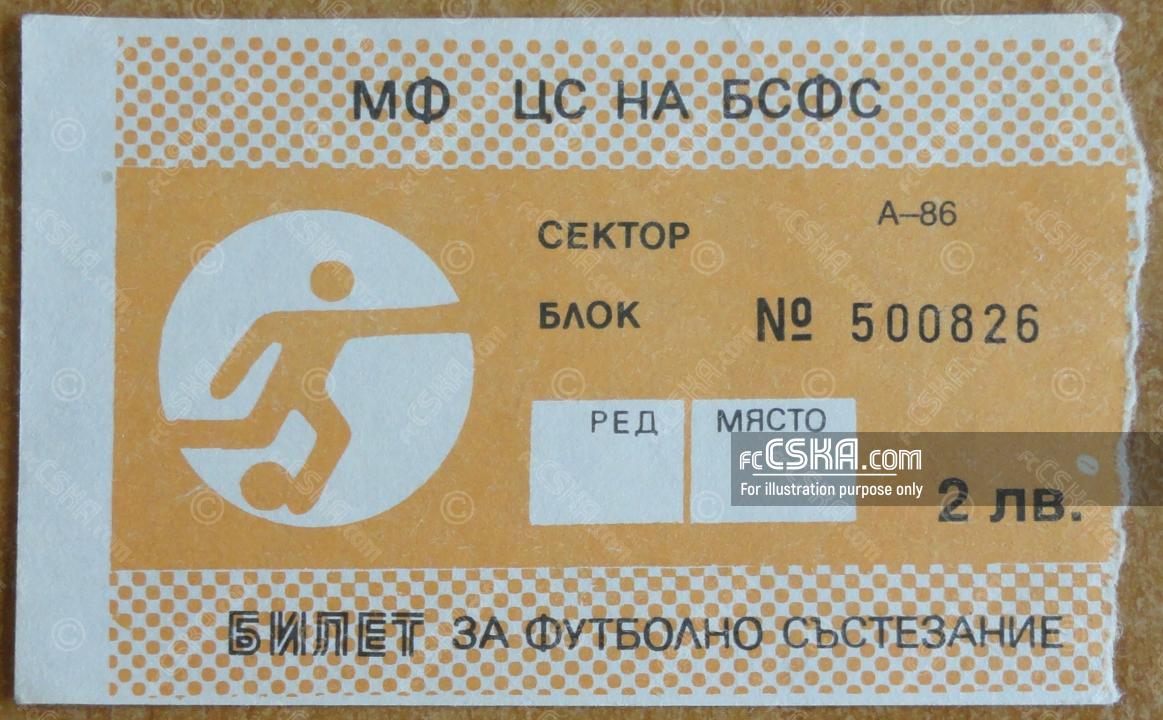 МФ ЦС НА БСФС
А–86
СЕКТОР
БЛОК
№ 500826
РЕД
МЯСТО
fcCSKA.com
For illustration purpose only
2 лв.
БИЛЕТ ЗА ФУТБОЛНО СЪСТЕЗАНИЕ